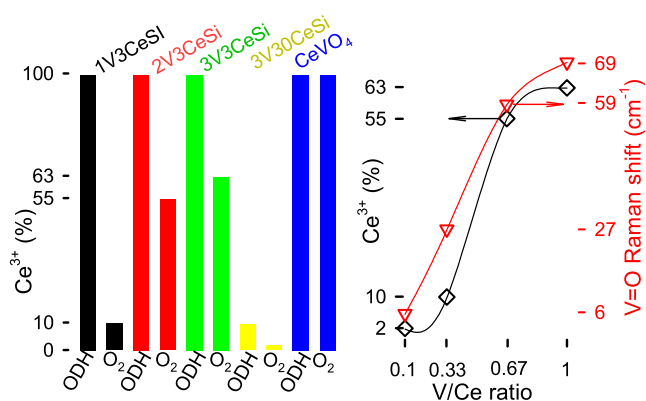 1V3CeSI
2V3CeSi
3V3CeSi
3V30CeSi
CeVO₄
100
63
55
10
0
Ce³⁺ (%)
ODH
O₂
ODH
O₂
ODH
O₂
ODH
O₂
ODH
O₂
63
55
10
2
Ce³⁺ (%)
69
59
27
6
V=O Raman shift (cm⁻¹)
0.1 0.33 0.67 1
V/Ce ratio